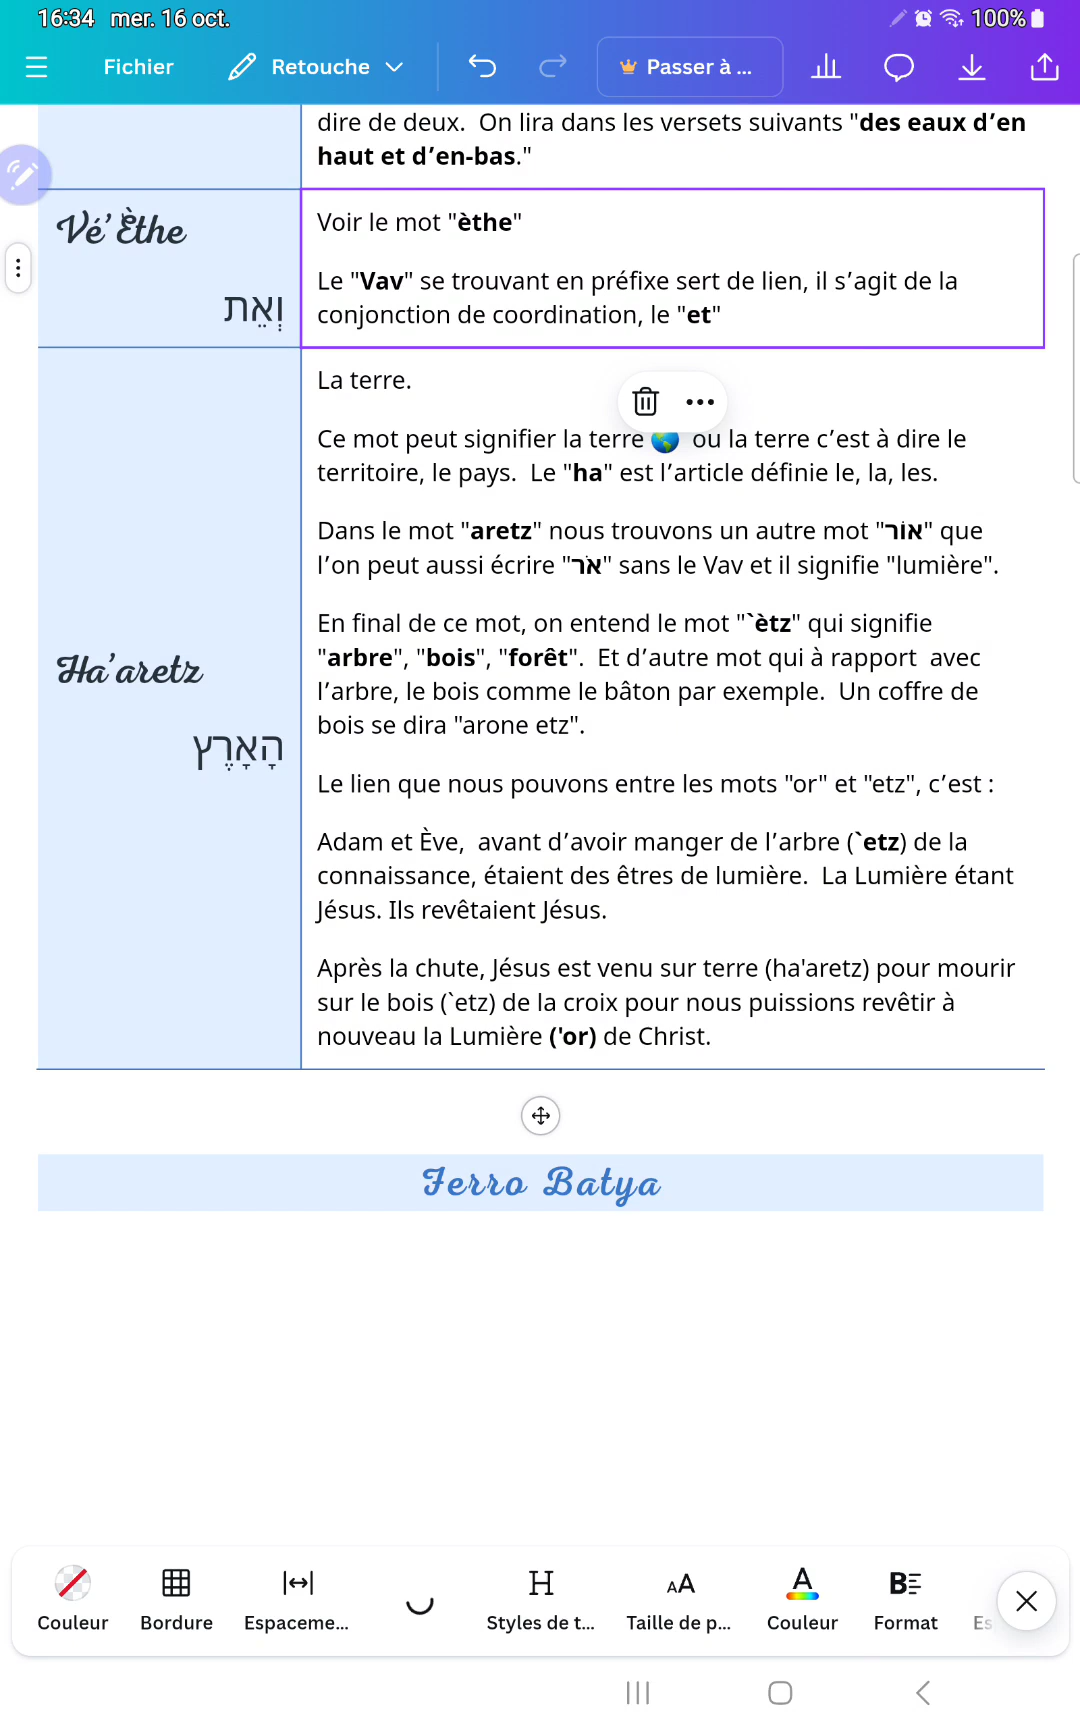 16:34 mer. 16 oct. 100%
Fichier Retouche Passer à ...
dire de deux.  On lira dans les versets suivants "des eaux d’en
haut et d’en-bas."
Vé’Èthe
וְאֵת
Voir le mot "èthe"
Le "Vav" se trouvant en préfixe sert de lien, il s’agit de la
conjonction de coordination, le "et"
Ha’aretz
הָאָרֶץ
La terre.
Ce mot peut signifier la terre 🌎 ou la terre c’est à dire le
territoire, le pays.  Le "ha" est l’article définie le, la, les.
Dans le mot "aretz" nous trouvons un autre mot "אוֹר" que
l’on peut aussi écrire "אֹר" sans le Vav et il signifie "lumière".
En final de ce mot, on entend le mot "`ètz" qui signifie
"arbre", "bois", "forêt".  Et d’autre mot qui à rapport  avec
l’arbre, le bois comme le bâton par exemple.  Un coffre de
bois se dira "arone etz".
Le lien que nous pouvons entre les mots "or" et "etz", c’est :
Adam et Ève,  avant d’avoir manger de l’arbre (`etz) de la
connaissance, étaient des êtres de lumière.  La Lumière étant
Jésus. Ils revêtaient Jésus.
Après la chute, Jésus est venu sur terre (ha'aretz) pour mourir
sur le bois (`etz) de la croix pour nous puissions revêtir à
nouveau la Lumière ('or) de Christ.
Ferro Batya
Couleur Bordure Espaceme... Styles de t... Taille de p... Couleur Format Es